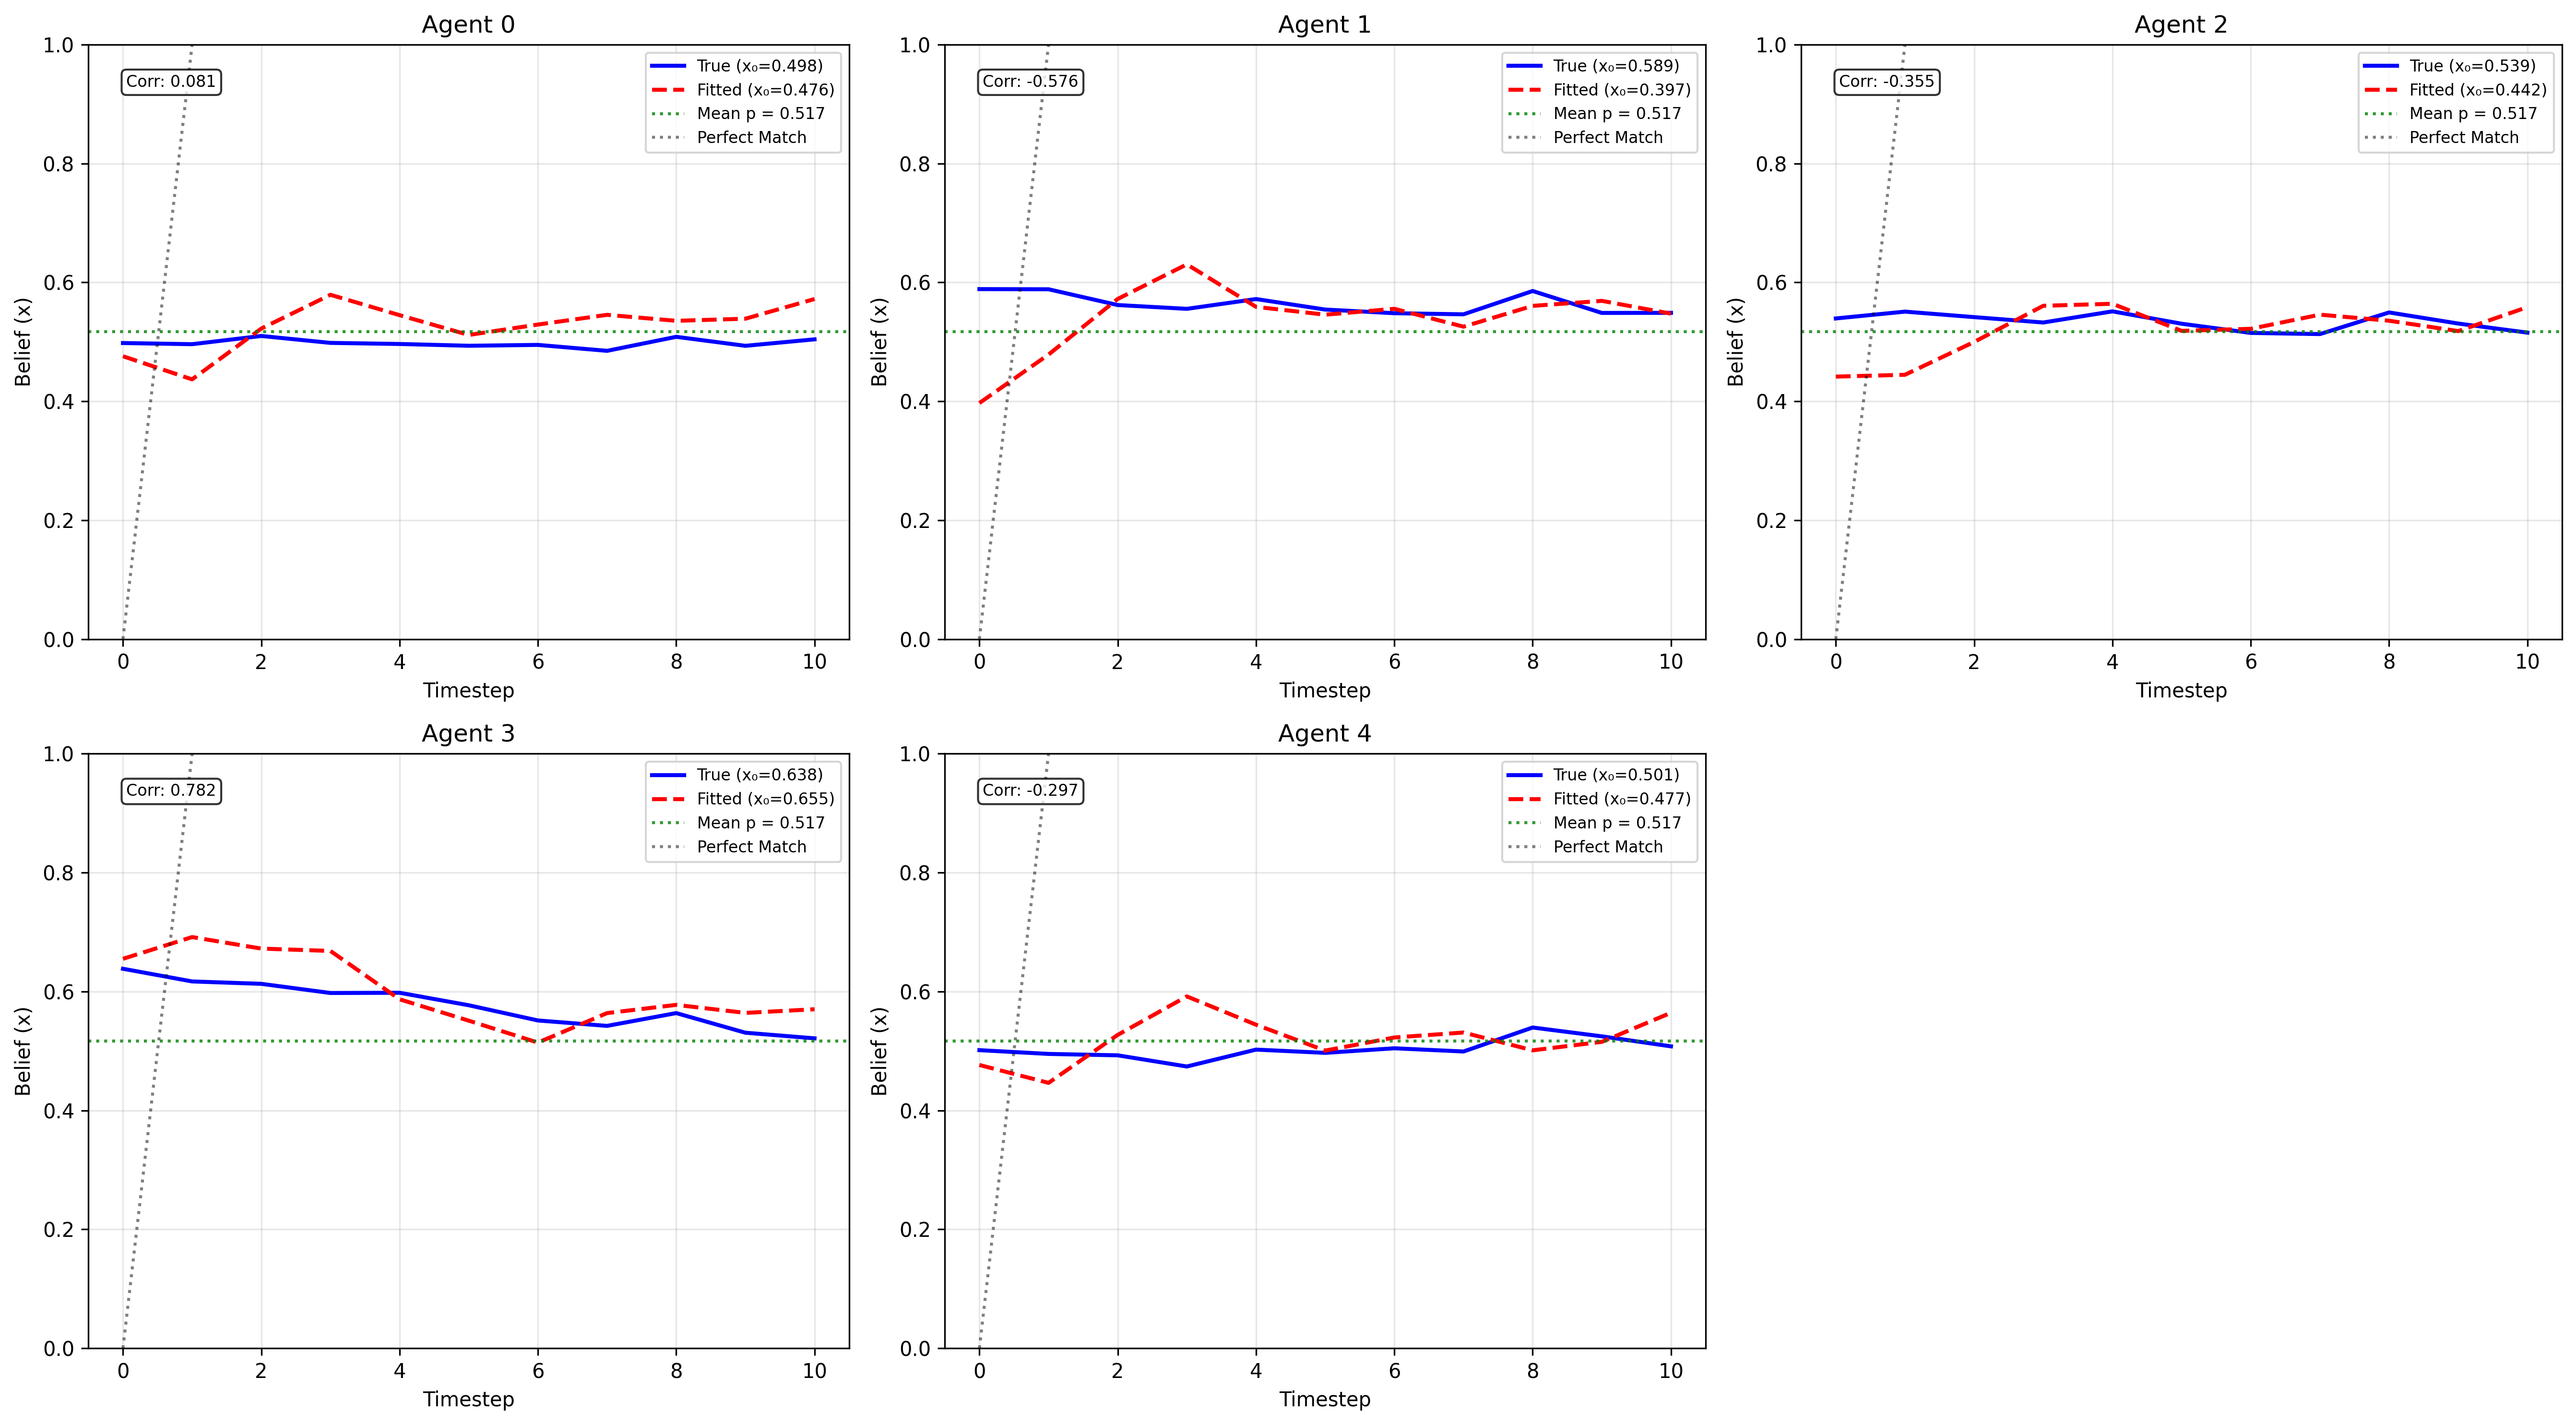 Agent 0
Corr: 0.081
True (x₀=0.498)
Fitted (x₀=0.476)
Mean p = 0.517
Perfect Match
Belief (x)
1.0
0.8
0.6
0.4
0.2
0.0
0 2 4 6 8 10
Timestep
Agent 1
Corr: -0.576
True (x₀=0.589)
Fitted (x₀=0.397)
Mean p = 0.517
Perfect Match
Belief (x)
1.0
0.8
0.6
0.4
0.2
0.0
0 2 4 6 8 10
Timestep
Agent 2
Corr: -0.355
True (x₀=0.539)
Fitted (x₀=0.442)
Mean p = 0.517
Perfect Match
Belief (x)
1.0
0.8
0.6
0.4
0.2
0.0
0 2 4 6 8 10
Timestep
Agent 3
Corr: 0.782
True (x₀=0.638)
Fitted (x₀=0.655)
Mean p = 0.517
Perfect Match
Belief (x)
1.0
0.8
0.6
0.4
0.2
0.0
0 2 4 6 8 10
Timestep
Agent 4
Corr: -0.297
True (x₀=0.501)
Fitted (x₀=0.477)
Mean p = 0.517
Perfect Match
Belief (x)
1.0
0.8
0.6
0.4
0.2
0.0
0 2 4 6 8 10
Timestep